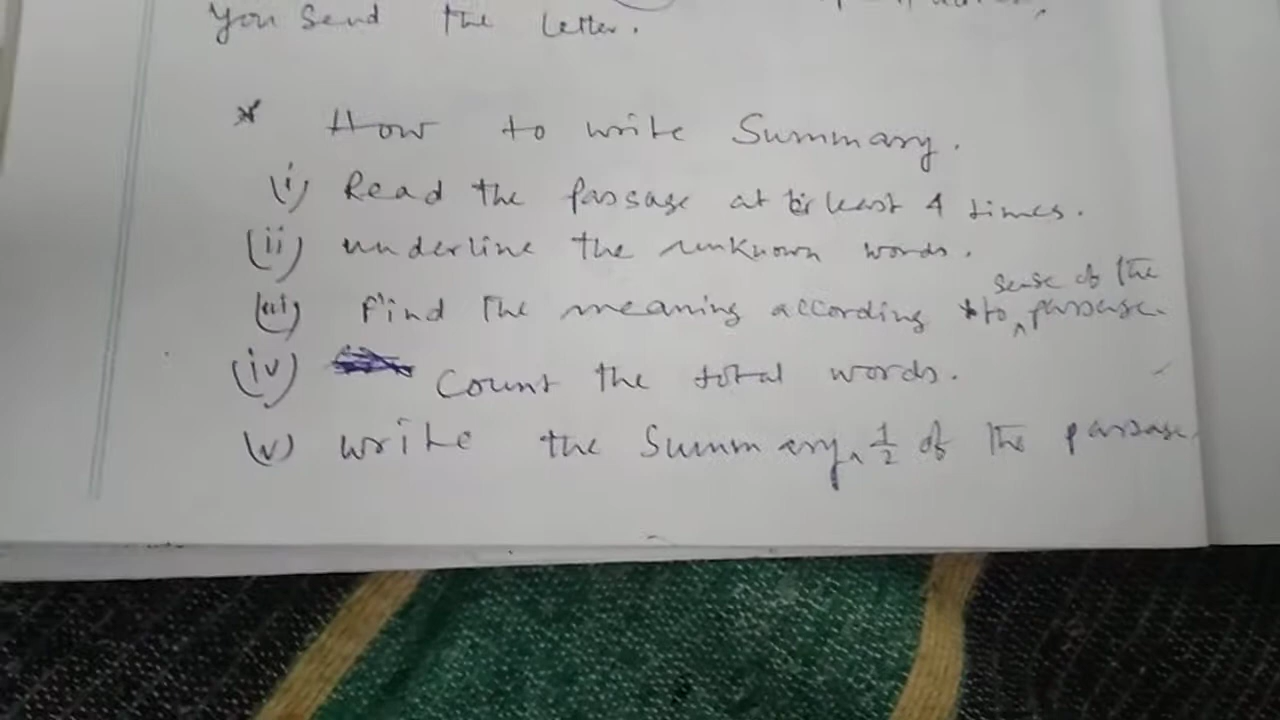 You send the letter.
* How to write Summary.
(i) Read the passage at least 4 times.
(ii) underline the unknown words.
(iii) Find the meaning according to sense of the passage.
(iv) Count the total words.
(v) write the Summary, 1/2 of the passage